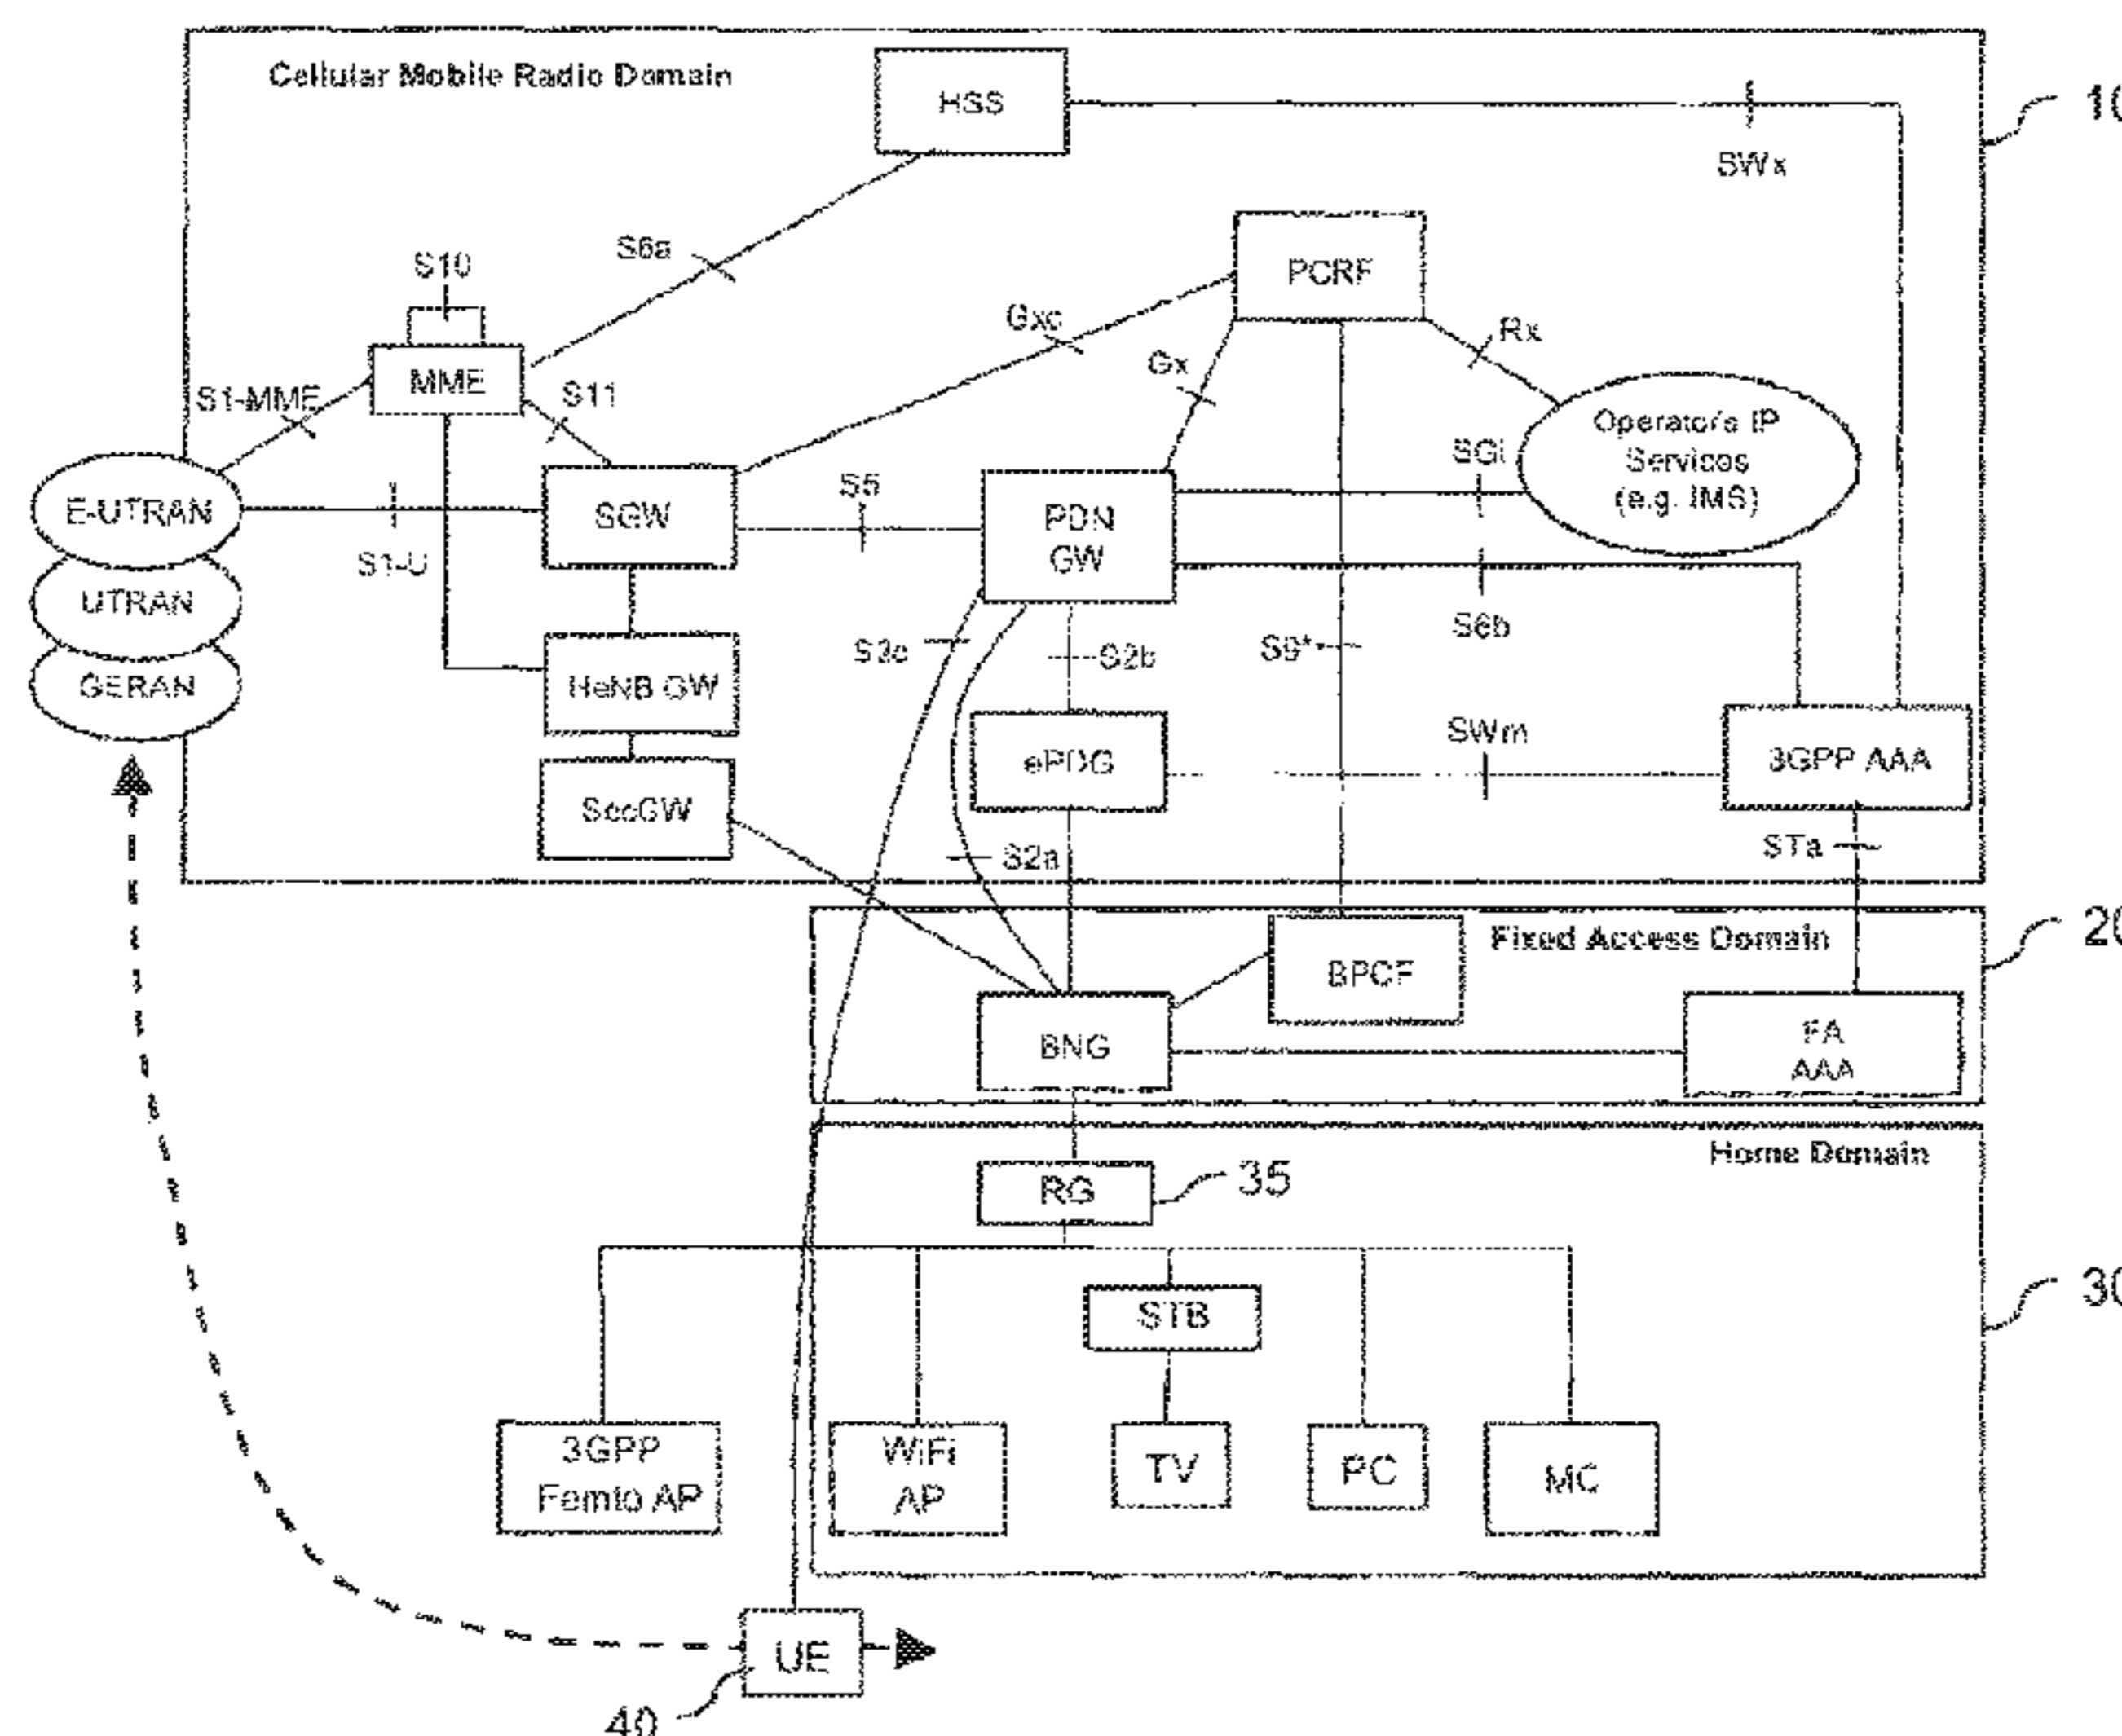 Cellular Mobile Radio Domain
HSS
10
SWx
S6a
PCRF
S10
Gxc
Rx
Gx
MME
S11
S1-MME
Operator's IP
Services
(e.g. IMS)
SGi
S5
E-UTRAN
SGW
PDN
GW
S1-U
UTRAN
S6b
S2c
S2b
S9*
GERAN
HeNB GW
SWm
ePDG
3GPP AAA
SecGW
STa
S2a
20
Fixed Access Domain
BPCF
BNG
FA
AAA
Home Domain
RG
35
30
STB
3GPP
Femto AP
WiFi
AP
TV
PC
MC
UE
40